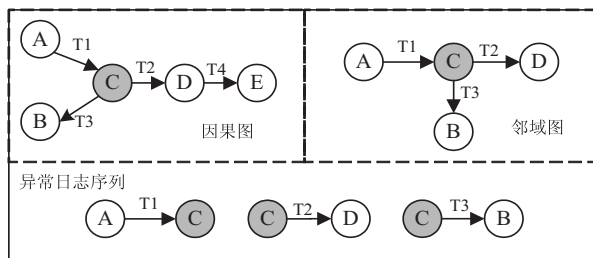 A T1 C T2 D T4 E
B T3
因果图
A T1 C T2 D
T3
B
邻域图
异常日志序列
A T1 C C T2 D C T3 B